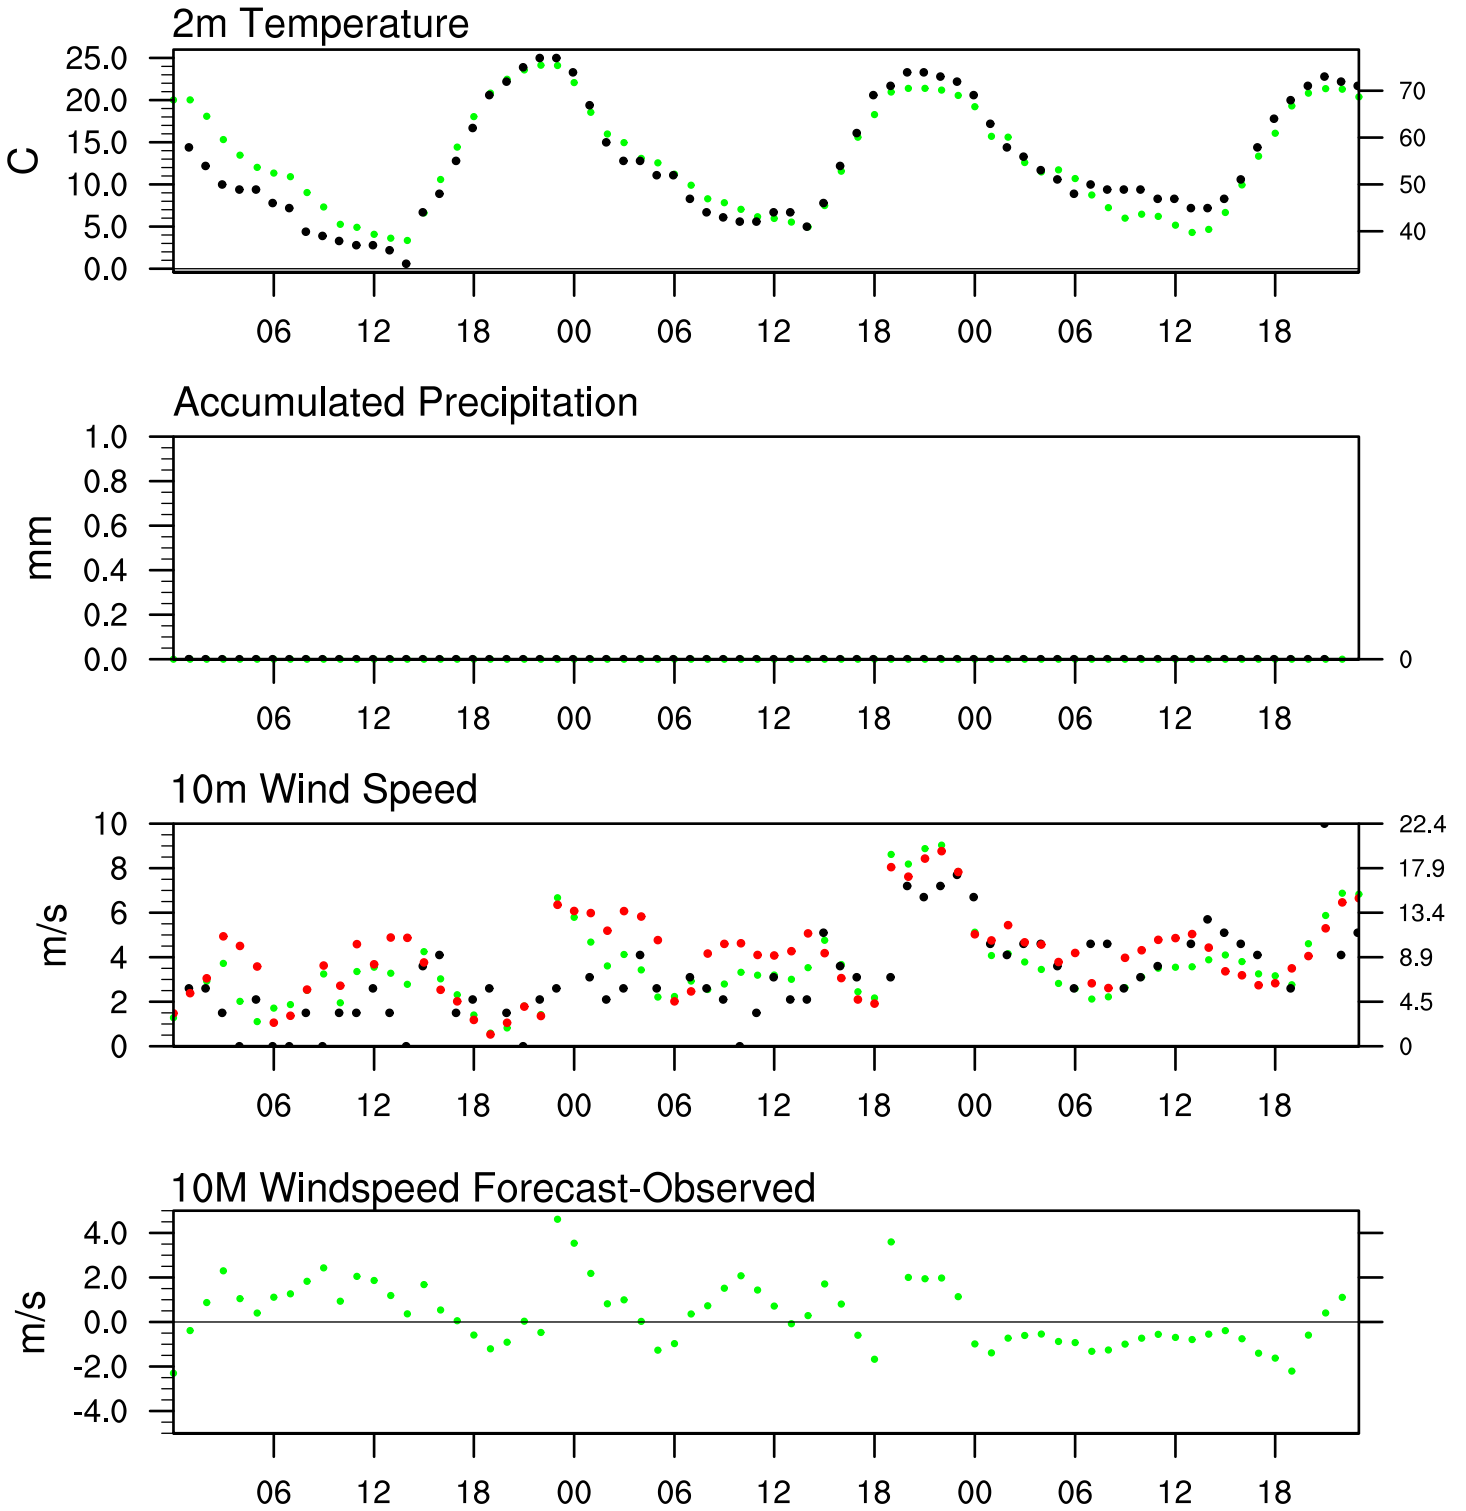 2m Temperature
25.0
20.0
15.0
10.0
5.0
0.0
C
70
60
50
40
06 12 18 00 06 12 18 00 06 12 18
Accumulated Precipitation
1.0
0.8
0.6
0.4
0.2
0.0
mm
0
06 12 18 00 06 12 18 00 06 12 18
10m Wind Speed
10
8
6
4
2
0
m/s
22.4
17.9
13.4
8.9
4.5
0
06 12 18 00 06 12 18 00 06 12 18
10M Windspeed Forecast-Observed
4.0
2.0
0.0
-2.0
-4.0
m/s
06 12 18 00 06 12 18 00 06 12 18